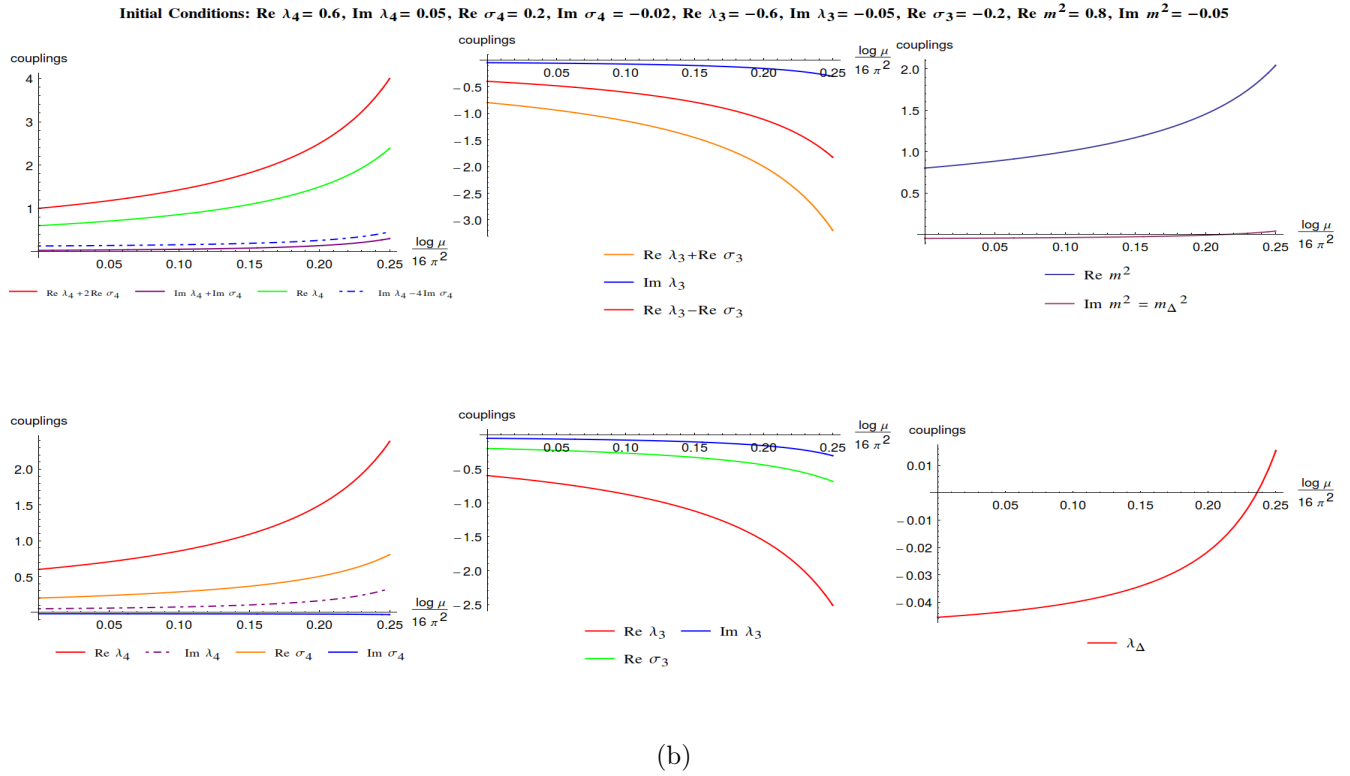 Initial Conditions: Re λ4= 0.6, Im λ4= 0.05, Re σ4= 0.2, Im σ4 = −0.02, Re λ3= −0.6, Im λ3= −0.05, Re σ3= −0.2, Re m²= 0.8, Im m²= −0.05
couplings
4
3
2
1
0.05 0.10 0.15 0.20 0.25
log μ
16 π²
Re λ4+2Re σ4 Im λ4+Im σ4 Re λ4 Im λ4−4Im σ4
couplings
0.05 0.10 0.15 0.20 0.25
log μ
16 π²
−0.5
−1.0
−1.5
−2.0
−2.5
−3.0
Re λ3+Re σ3
Im λ3
Re λ3−Re σ3
couplings
2.0
1.5
1.0
0.5
0.05 0.10 0.15 0.20 0.25
log μ
16 π²
Re m²
Im m² = mΔ²
couplings
2.0
1.5
1.0
0.5
0.05 0.10 0.15 0.20 0.25
log μ
16 π²
Re λ4 Im λ4 Re σ4 Im σ4
couplings
0.05 0.10 0.15 0.20 0.25
log μ
16 π²
−0.5
−1.0
−1.5
−2.0
−2.5
Re λ3 Im λ3
Re σ3
couplings
0.01
0.05 0.10 0.15 0.20 0.25
log μ
16 π²
−0.01
−0.02
−0.03
−0.04
λΔ
(b)